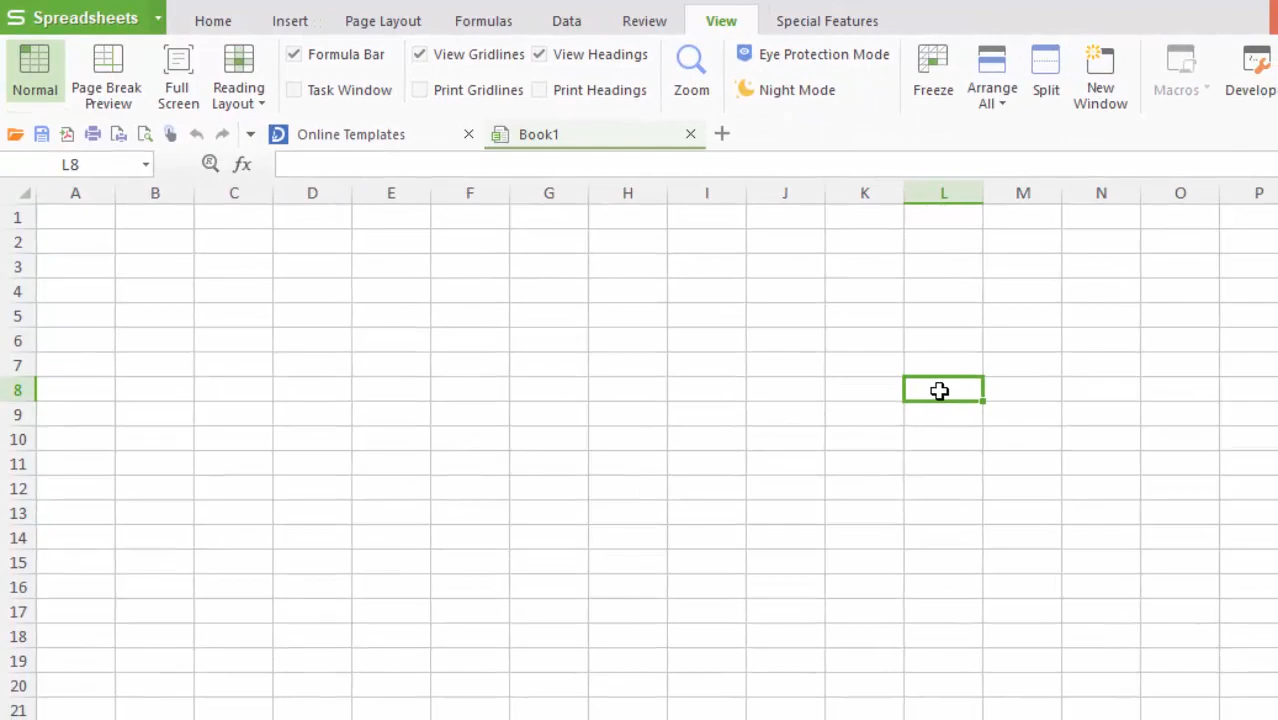 S Spreadsheets
Home Insert Page Layout Formulas Data Review View Special Features
Formula Bar View Gridlines View Headings Eye Protection Mode
Normal Page Break Full Reading Task Window Print Gridlines Print Headings Zoom Night Mode Freeze Arrange Split New Macros Develop
Preview Screen Layout All Window
Online Templates Book1
L8 fx
A B C D E F G H I J K L M N O P
1
2
3
4
5
6
7
8
9
10
11
12
13
14
15
16
17
18
19
20
21